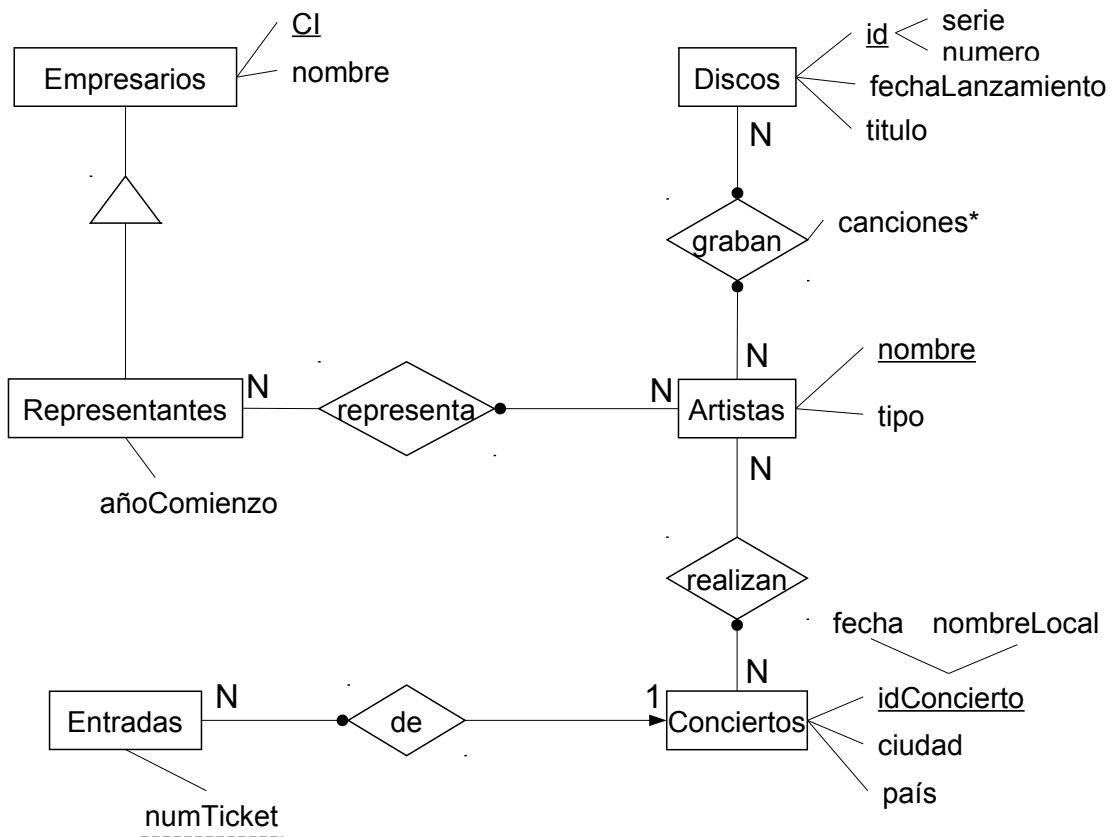 CI
nombre
Empresarios
id
serie
numero
fechaLanzamiento
titulo
Discos
N
graban
canciones*
N
Representantes
N
representa
N
Artistas
nombre
tipo
añoComienzo
N
realizan
fecha nombreLocal
N
Entradas
N
de
1
Conciertos
idConcierto
ciudad
país
numTicket